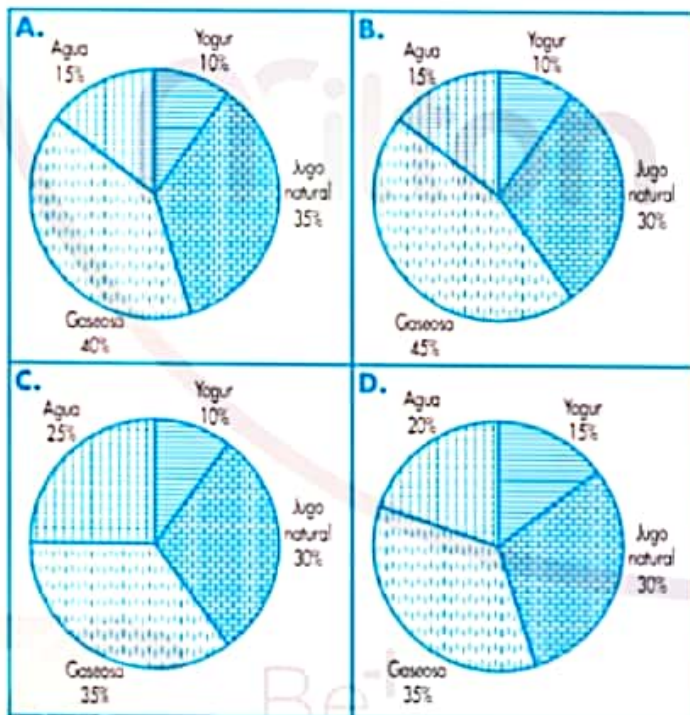 A.
Agua
15%
Yogur
10%
Jugo
natural
35%
Gaseosa
40%
B.
Agua
15%
Yogur
10%
Jugo
natural
30%
Gaseosa
45%
C.
Agua
25%
Yogur
10%
Jugo
natural
30%
Gaseosa
35%
D.
Agua
20%
Yogur
15%
Jugo
natural
30%
Gaseosa
35%